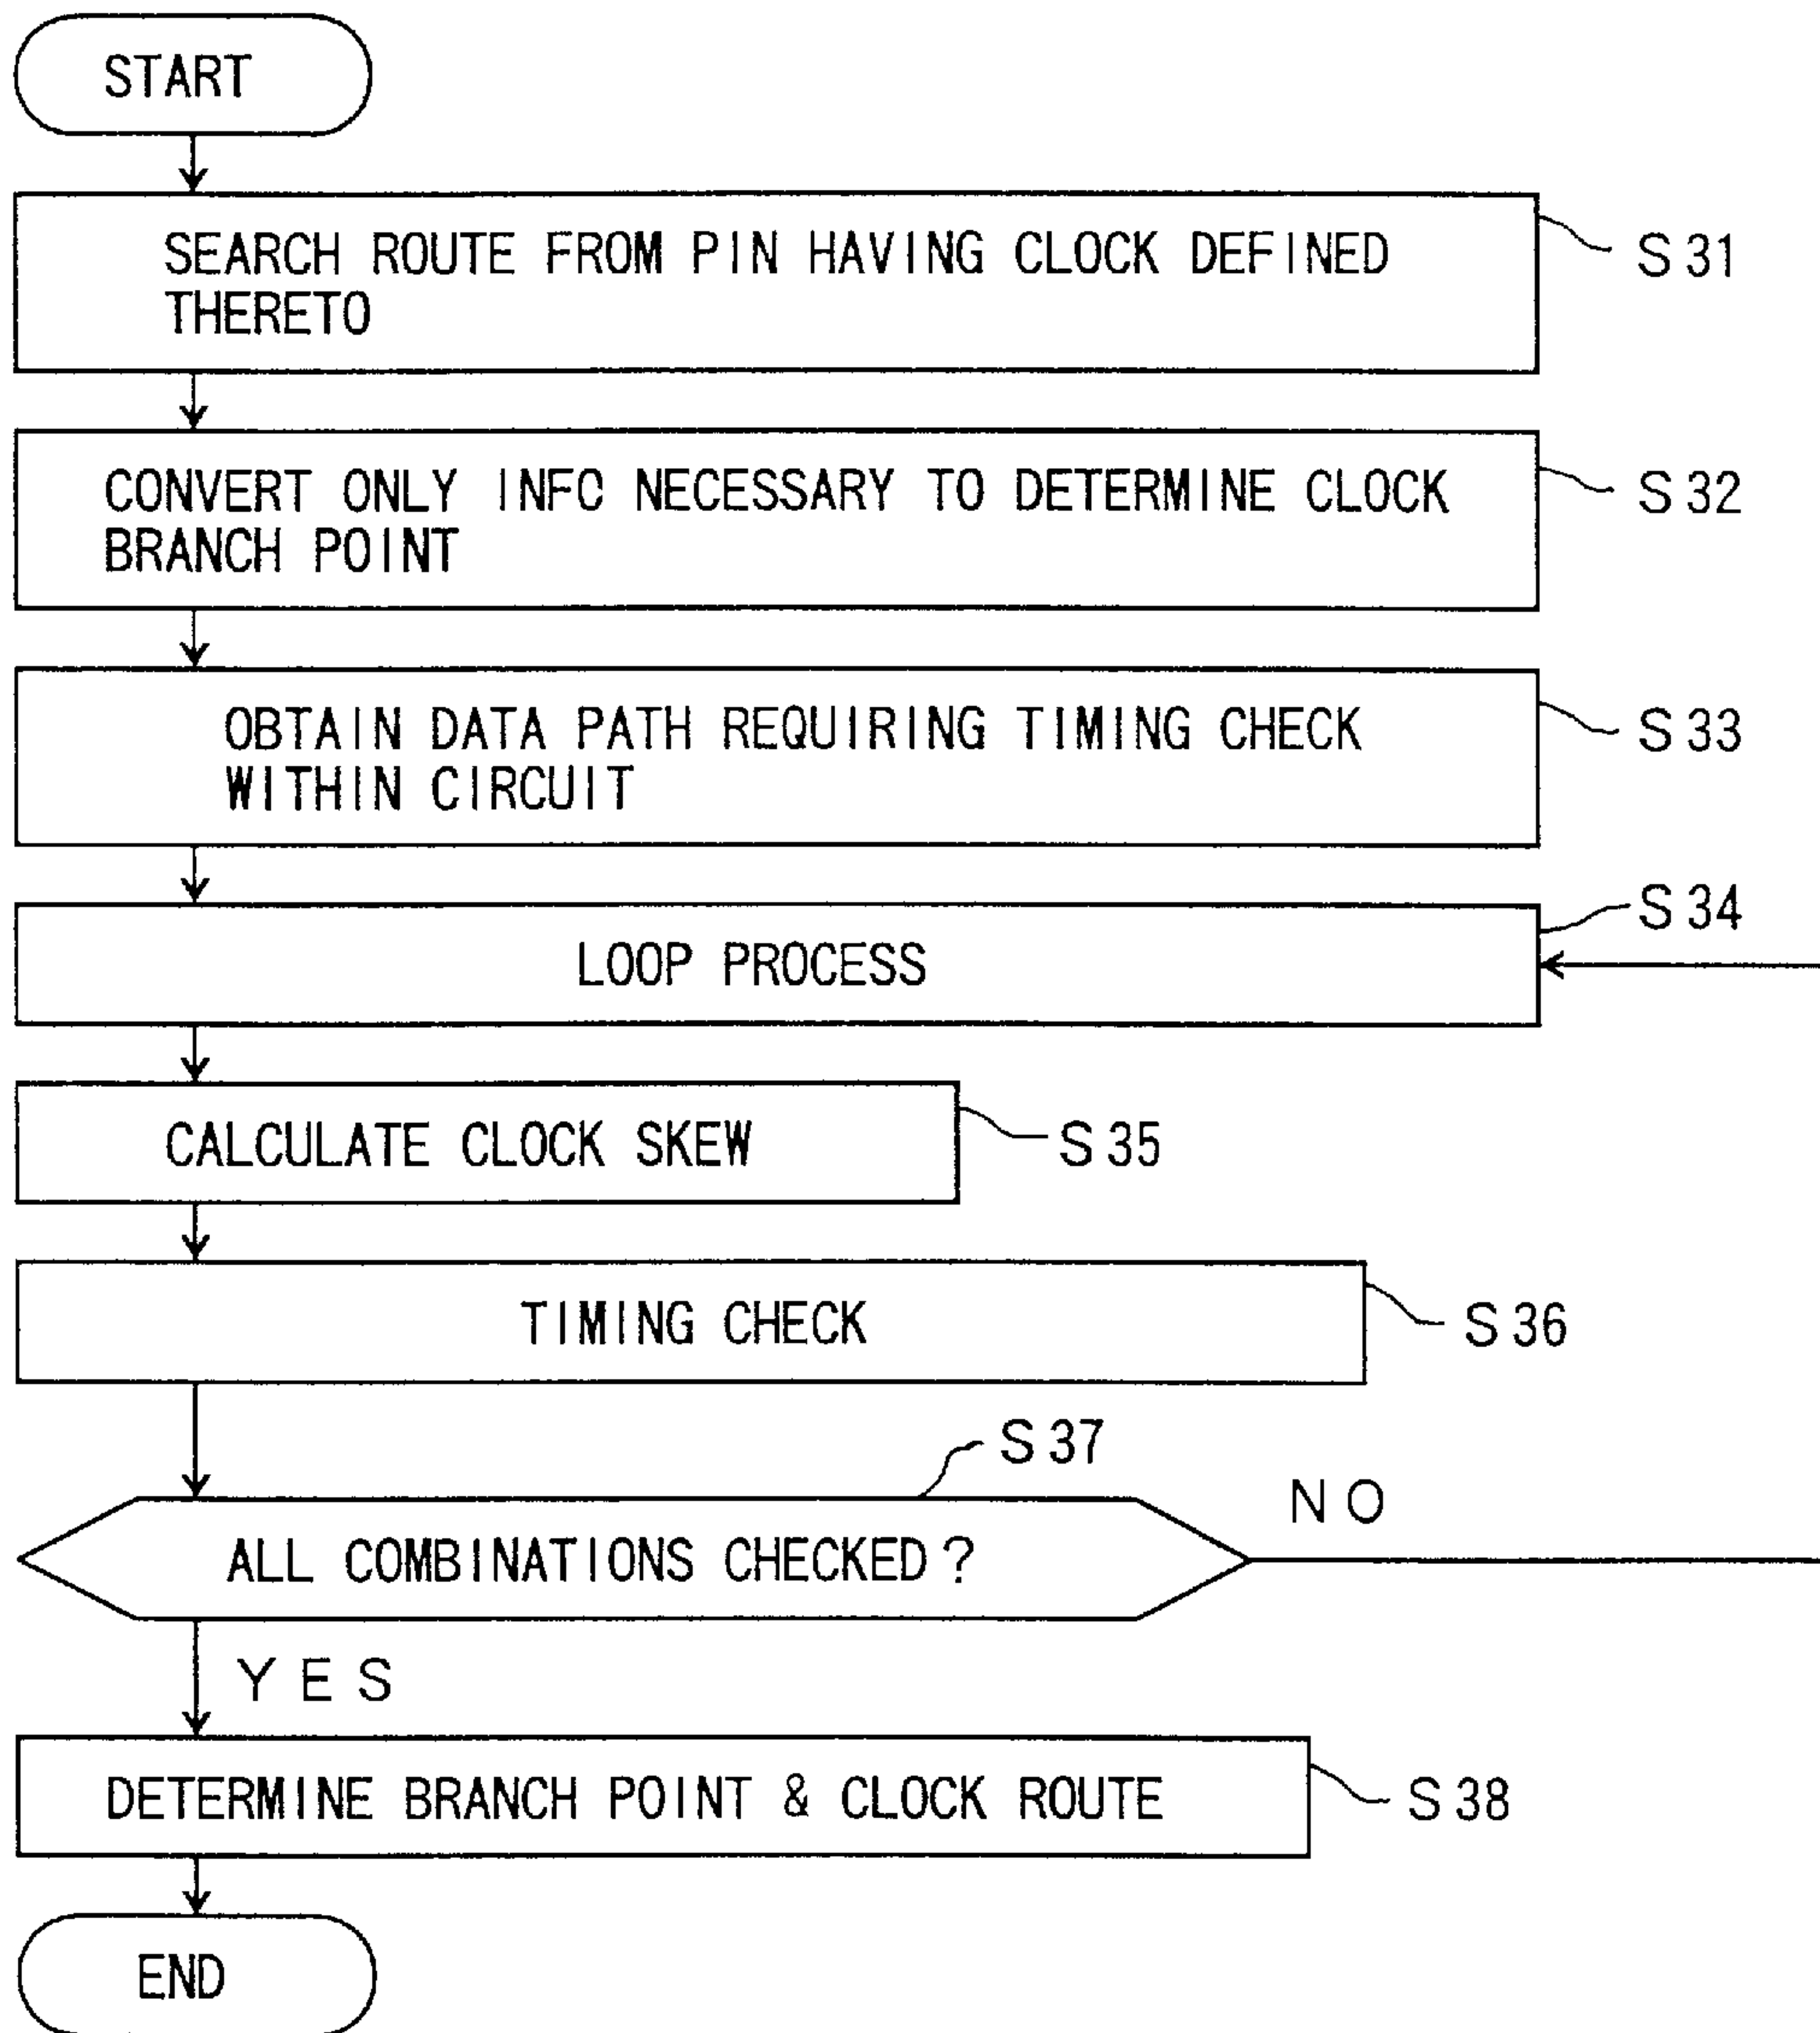 START
SEARCH ROUTE FROM PIN HAVING CLOCK DEFINED
THERETO
S31
CONVERT ONLY INFO NECESSARY TO DETERMINE CLOCK
BRANCH POINT
S32
OBTAIN DATA PATH REQUIRING TIMING CHECK
WITHIN CIRCUIT
S33
LOOP PROCESS
S34
CALCULATE CLOCK SKEW
S35
TIMING CHECK
S36
S37
ALL COMBINATIONS CHECKED?
NO
YES
DETERMINE BRANCH POINT & CLOCK ROUTE
S38
END